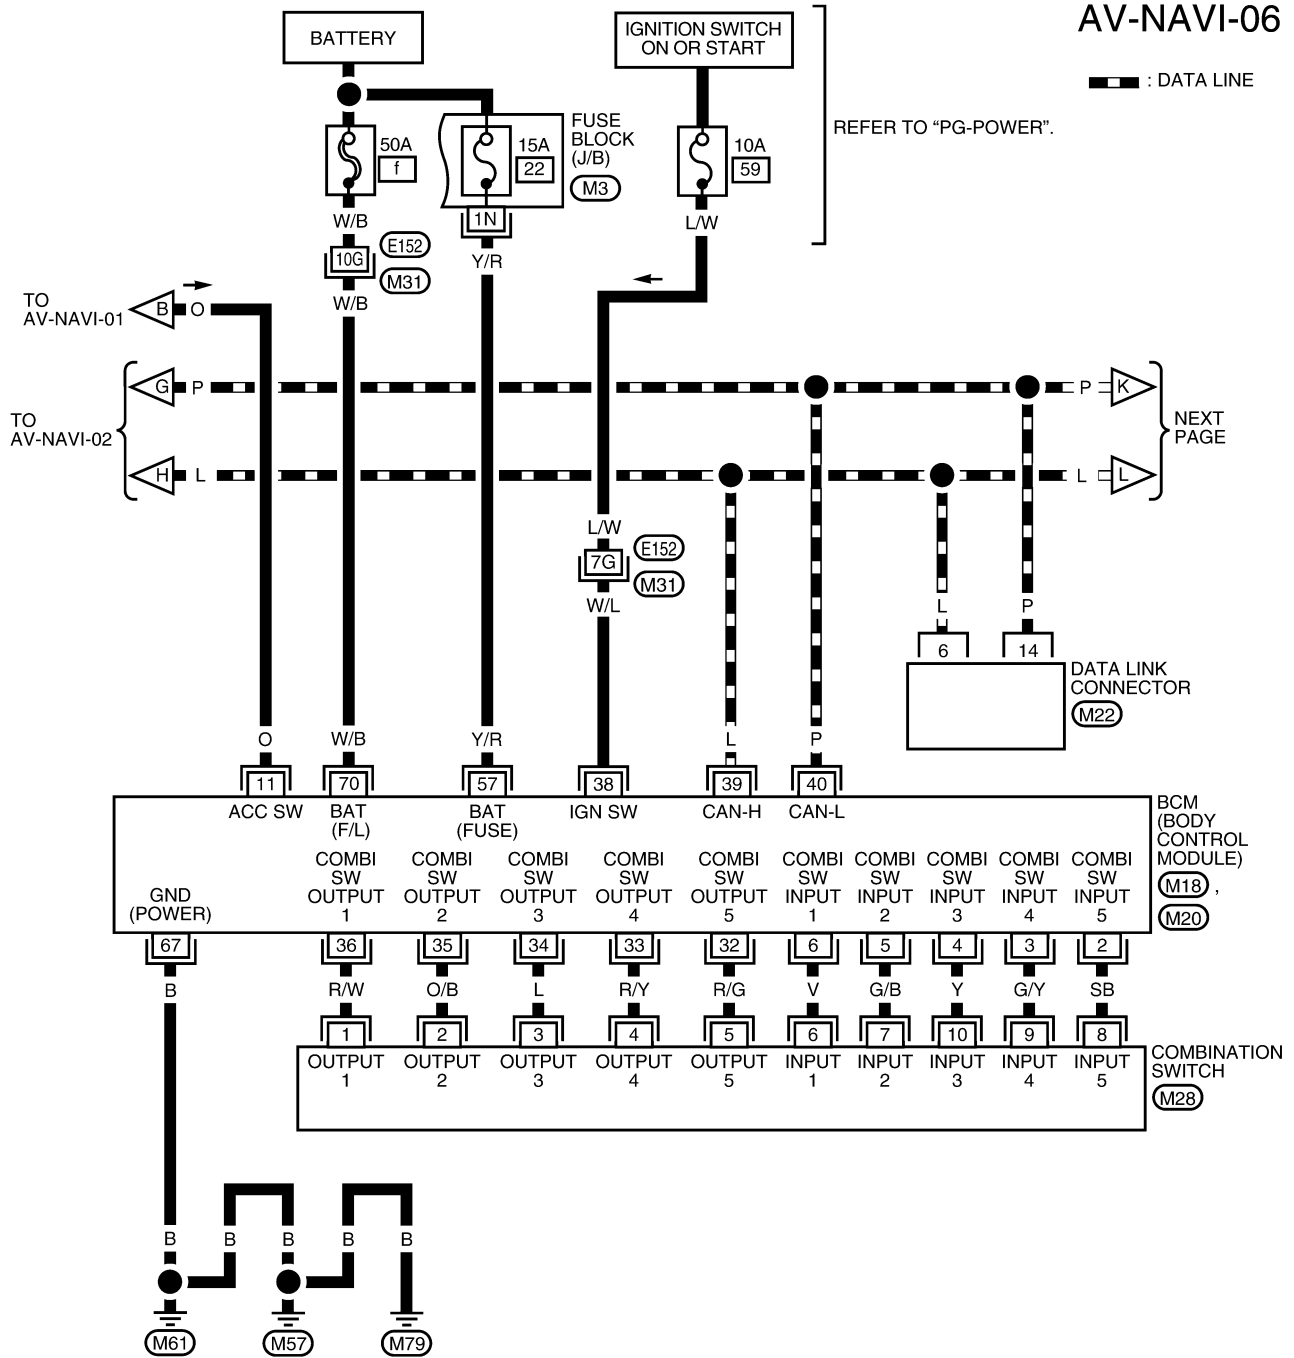 AV-NAVI-06
: DATA LINE
BATTERY
IGNITION SWITCH
ON OR START
REFER TO “PG-POWER”.
50A
f
15A
22
FUSE
BLOCK
(J/B)
M3
10A
59
1N
W/B
10G
E152
M31
W/B
Y/R
L/W
TO
AV-NAVI-01
B
O
TO
AV-NAVI-02
G
P
P
K
H
L
L
L
NEXT
PAGE
L/W
7G
E152
M31
W/L
L
P
6
14
DATA LINK
CONNECTOR
M22
O
W/B
Y/R
L
P
11
70
57
38
39
40
ACC SW
BAT
(F/L)
BAT
(FUSE)
IGN SW
CAN-H
CAN-L
BCM
(BODY
CONTROL
MODULE)
M18 ,
M20
GND
(POWER)
COMBI
SW
OUTPUT
1
COMBI
SW
OUTPUT
2
COMBI
SW
OUTPUT
3
COMBI
SW
OUTPUT
4
COMBI
SW
OUTPUT
5
COMBI
SW
INPUT
1
COMBI
SW
INPUT
2
COMBI
SW
INPUT
3
COMBI
SW
INPUT
4
COMBI
SW
INPUT
5
67
36
35
34
33
32
6
5
4
3
2
B
R/W
O/B
L
R/Y
R/G
V
G/B
Y
G/Y
SB
1
2
3
4
5
6
7
10
9
8
OUTPUT
1
OUTPUT
2
OUTPUT
3
OUTPUT
4
OUTPUT
5
INPUT
1
INPUT
2
INPUT
3
INPUT
4
INPUT
5
COMBINATION
SWITCH
M28
B
B
B
B
B
M61
M57
M79